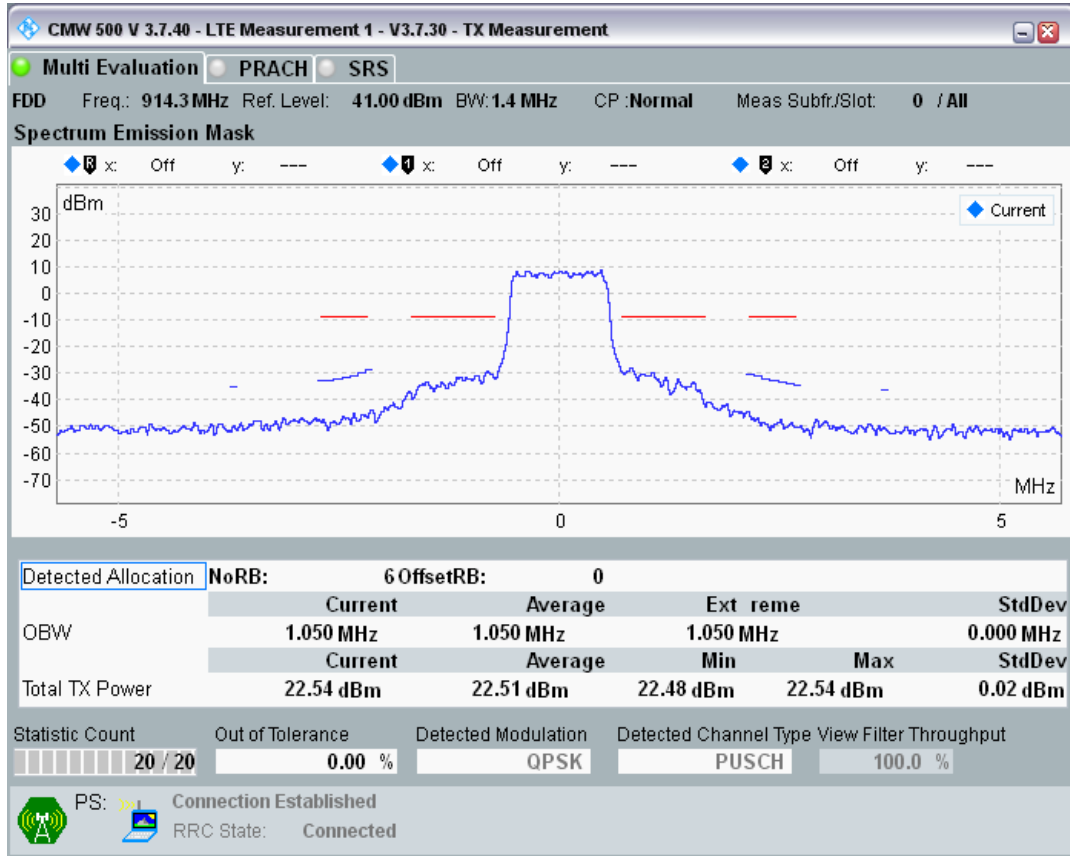 CMW 500 V 3.7.40 - LTE Measurement 1 - V3.7.30 - TX Measurement
Multi Evaluation PRACH SRS
FDD Freq.: 914.3 MHz Ref. Level: 41.00 dBm BW: 1.4 MHz CP :Normal Meas Subfr./Slot: 0 / All
Spectrum Emission Mask
R x: Off y: --- 1 x: Off y: --- 2 x: Off y: ---
dBm
Current
30
20
10
0
-10
-20
-30
-40
-50
-60
-70
MHz
-5 0 5
Detected Allocation NoRB: 6 OffsetRB: 0
Current Average Ext reme StdDev
OBW 1.050 MHz 1.050 MHz 1.050 MHz 0.000 MHz
Current Average Min Max StdDev
Total TX Power 22.54 dBm 22.51 dBm 22.48 dBm 22.54 dBm 0.02 dBm
Statistic Count Out of Tolerance Detected Modulation Detected Channel Type View Filter Throughput
20 / 20 0.00 % QPSK PUSCH 100.0 %
PS: Connection Established
RRC State: Connected